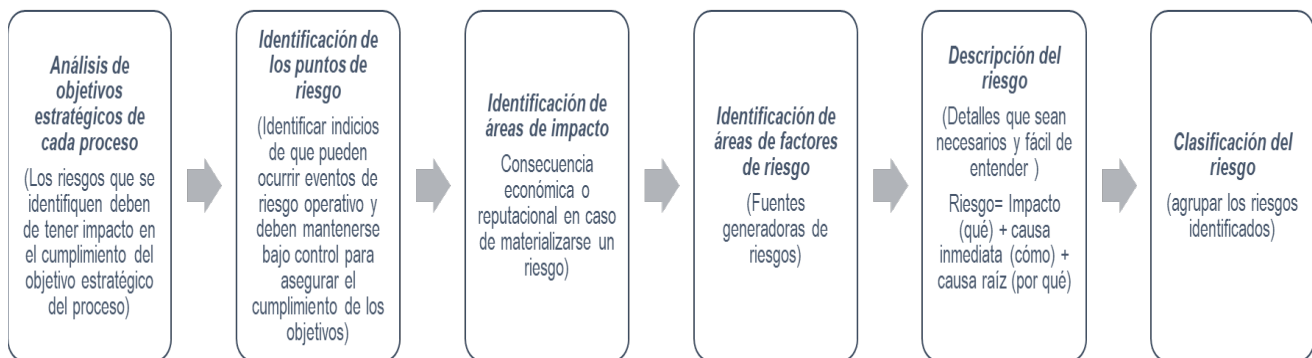 Análisis de
objetivos
estratégicos de
cada proceso
(Los riesgos que se
identifiquen deben
de tener impacto en
el cumplimiento del
objetivo estratégico
del proceso)
Identificación de
los puntos de
riesgo
(Identificar indicios
de que pueden
ocurrir eventos de
riesgo operativo y
deben mantenerse
bajo control para
asegurar el
cumplimiento de los
objetivos)
Identificación de
áreas de impacto
Consecuencia
económica o
reputacional en caso
de materializarse un
riesgo)
Identificación de
áreas de factores
de riesgo
(Fuentes
generadoras de
riesgos)
Descripción del
riesgo
(Detalles que sean
necesarios y fácil de
entender )
Riesgo= Impacto
(qué) + causa
inmediata (cómo) +
causa raíz (por qué)
Clasificación del
riesgo
(agrupar los riesgos
identificados)